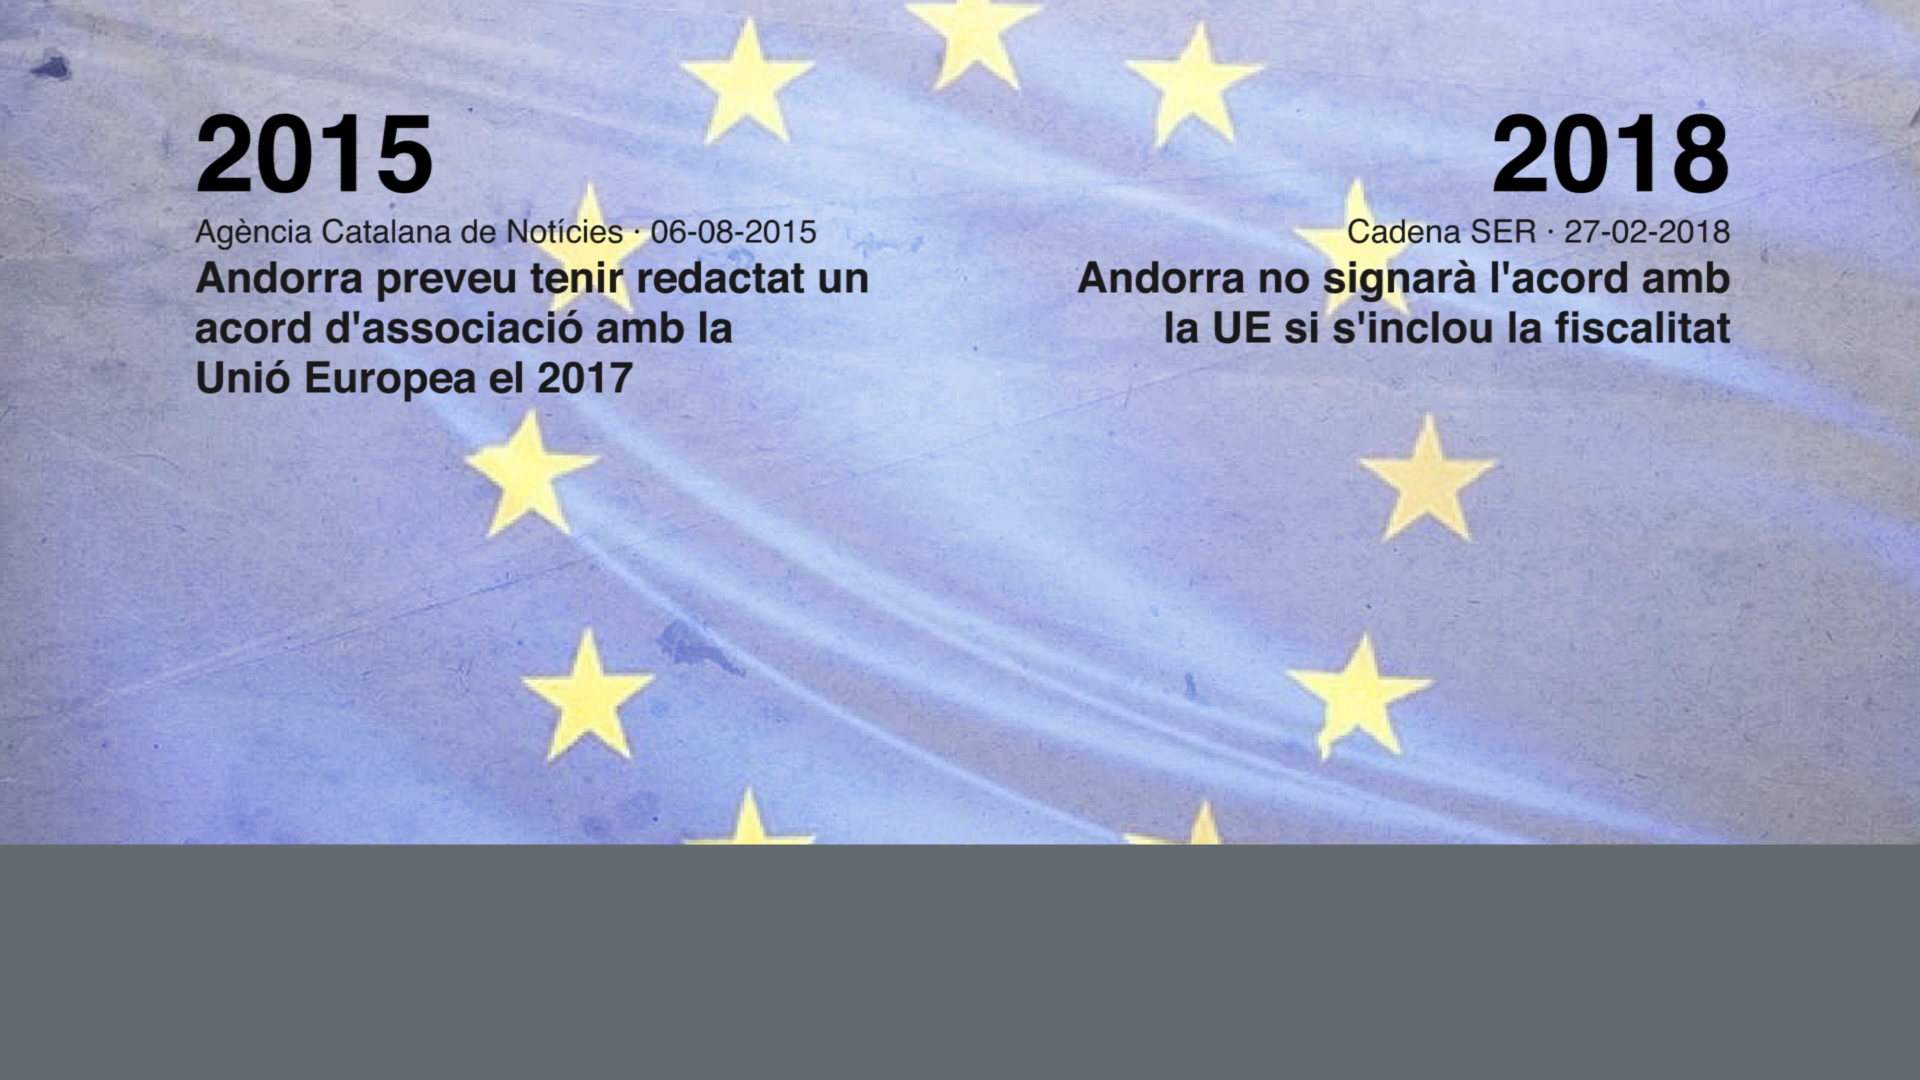 2015
Agència Catalana de Notícies · 06-08-2015
Andorra preveu tenir redactat un
acord d'associació amb la
Unió Europea el 2017
2018
Cadena SER · 27-02-2018
Andorra no signarà l'acord amb
la UE si s'inclou la fiscalitat